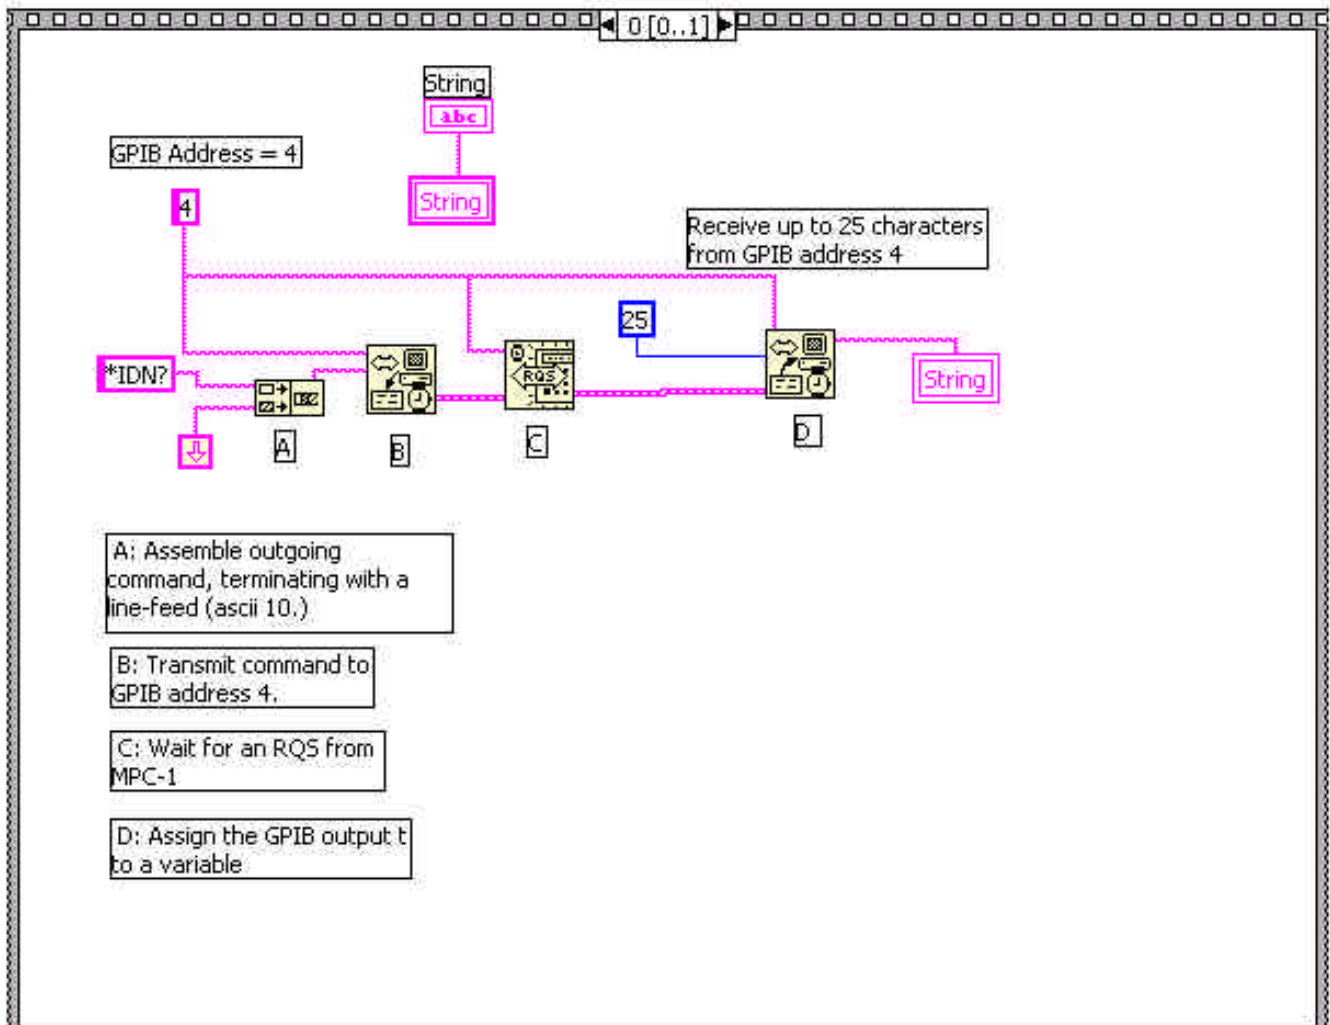 0 [0..1]
String
abc
GPIB Address = 4
4
String
Receive up to 25 characters
from GPIB address 4
25
*IDN?
RQS
String
A
B
C
D
A: Assemble outgoing
command, terminating with a
line-feed (ascii 10.)
B: Transmit command to
GPIB address 4.
C: Wait for an RQS from
MPC-1
D: Assign the GPIB output t
to a variable